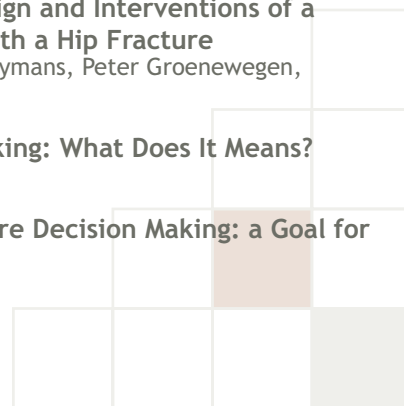 ign and Interventions of a
th a Hip Fracture
ymans, Peter Groenewegen,
king: What Does It Means?
re Decision Making: a Goal for